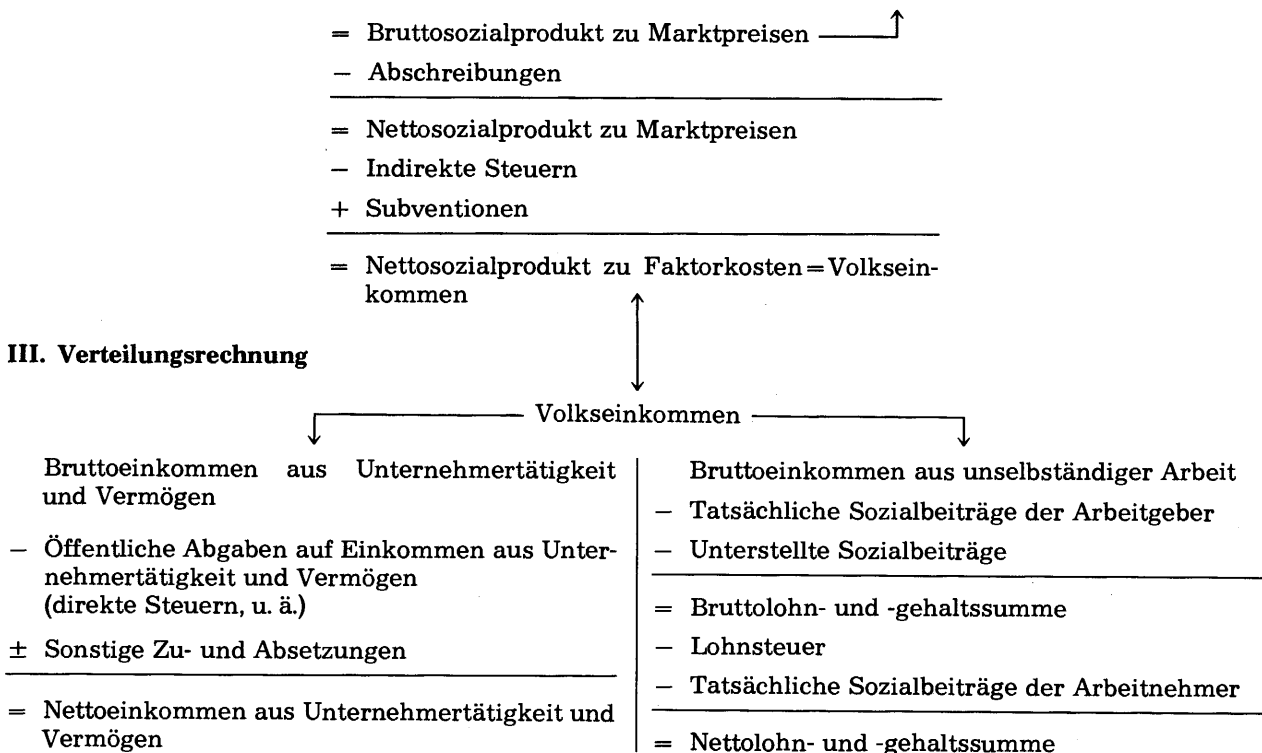 = Bruttosozialprodukt zu Marktpreisen
− Abschreibungen
= Nettosozialprodukt zu Marktpreisen
− Indirekte Steuern
+ Subventionen
= Nettosozialprodukt zu Faktorkosten = Volksein-
kommen
III. Verteilungsrechnung
Volkseinkommen
Bruttoeinkommen aus Unternehmertätigkeit
und Vermögen
− Öffentliche Abgaben auf Einkommen aus Unter-
nehmertätigkeit und Vermögen
(direkte Steuern, u. ä.)
± Sonstige Zu- und Absetzungen
= Nettoeinkommen aus Unternehmertätigkeit und
Vermögen
Bruttoeinkommen aus unselbständiger Arbeit
− Tatsächliche Sozialbeiträge der Arbeitgeber
− Unterstellte Sozialbeiträge
= Bruttolohn- und -gehaltssumme
− Lohnsteuer
− Tatsächliche Sozialbeiträge der Arbeitnehmer
= Nettolohn- und -gehaltssumme